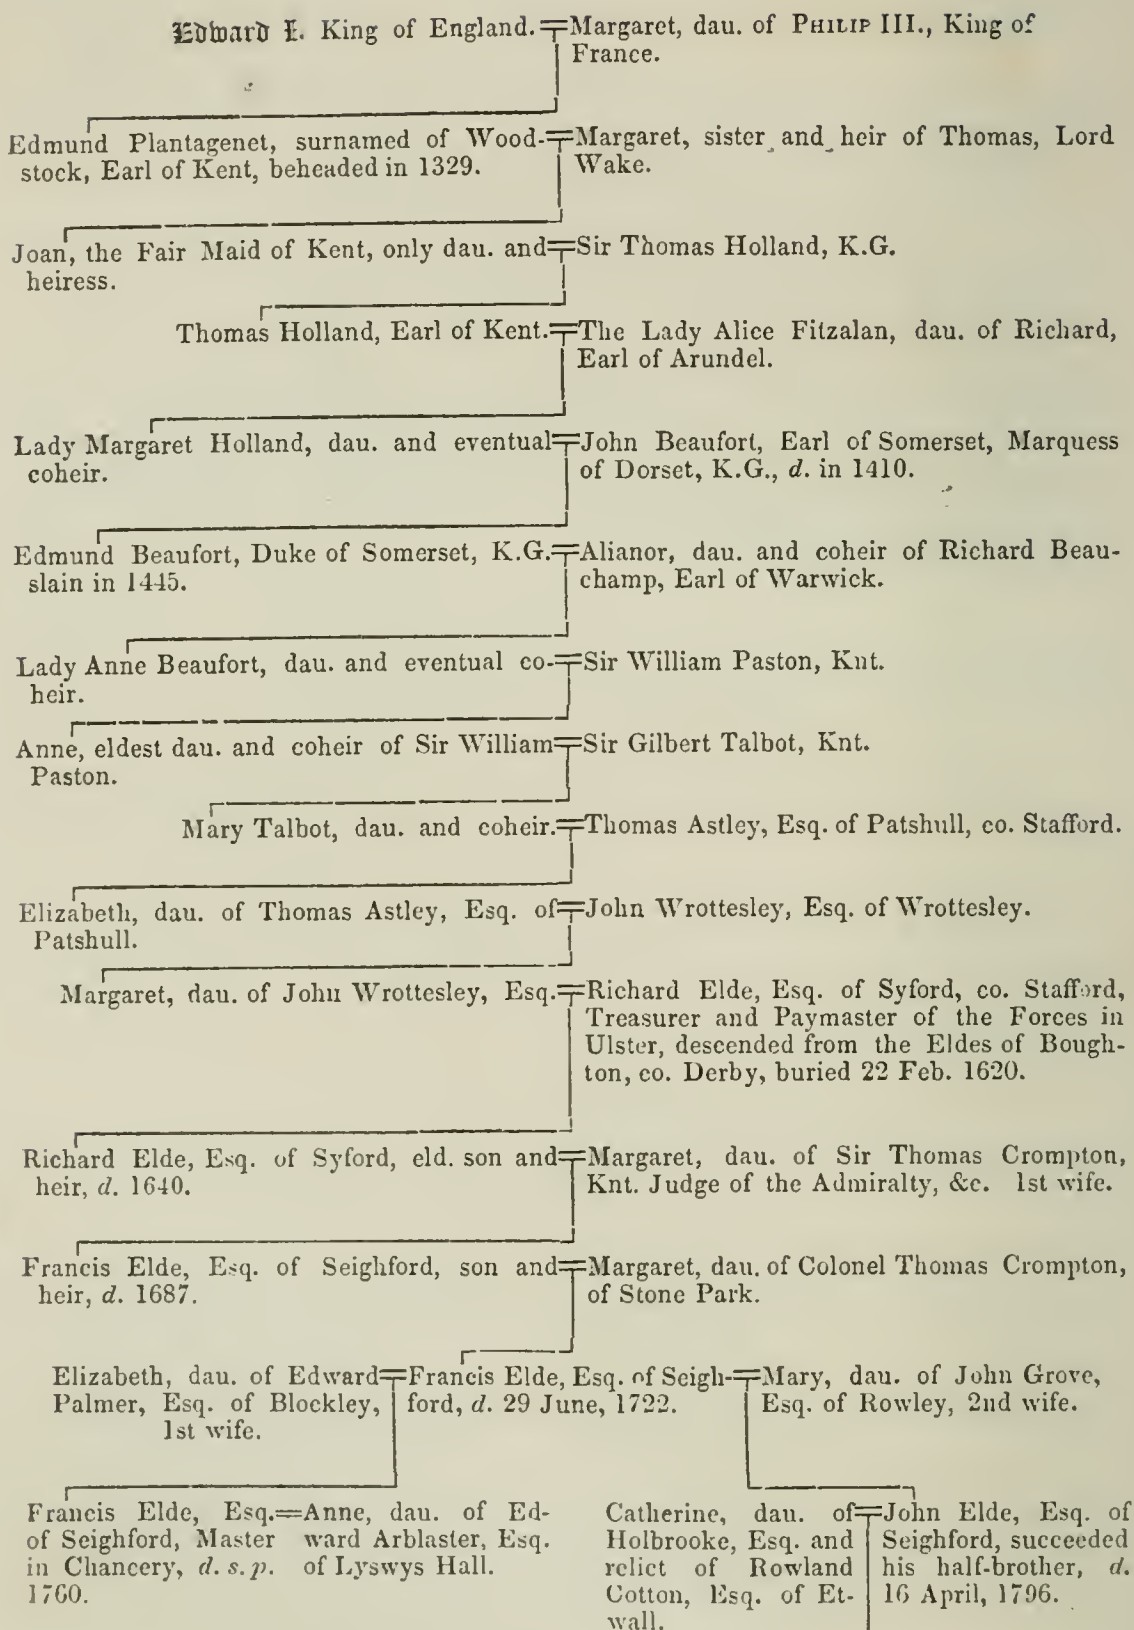 Edward I. King of England.
Margaret, dau. of PHILIP III., King of
France.
Edmund Plantagenet, surnamed of Wood-
stock, Earl of Kent, beheaded in 1329.
Margaret, sister and heir of Thomas, Lord
Wake.
Joan, the Fair Maid of Kent, only dau. and
heiress.
Sir Thomas Holland, K.G.
Thomas Holland, Earl of Kent.
The Lady Alice Fitzalan, dau. of Richard,
Earl of Arundel.
Lady Margaret Holland, dau. and eventual
coheir.
John Beaufort, Earl of Somerset, Marquess
of Dorset, K.G., d. in 1410.
Edmund Beaufort, Duke of Somerset, K.G.
slain in 1445.
Alianor, dau. and coheir of Richard Beau-
champ, Earl of Warwick.
Lady Anne Beaufort, dau. and eventual co-
heir.
Sir William Paston, Knt.
Anne, eldest dau. and coheir of Sir William
Paston.
Sir Gilbert Talbot, Knt.
Mary Talbot, dau. and coheir.
Thomas Astley, Esq. of Patshull, co. Stafford.
Elizabeth, dau. of Thomas Astley, Esq. of
Patshull.
John Wrottesley, Esq. of Wrottesley.
Margaret, dau. of John Wrottesley, Esq.
Richard Elde, Esq. of Syford, co. Stafford,
Treasurer and Paymaster of the Forces in
Ulster, descended from the Eldes of Bough-
ton, co. Derby, buried 22 Feb. 1620.
Richard Elde, Esq. of Syford, eld. son and
heir, d. 1640.
Margaret, dau. of Sir Thomas Crompton,
Knt. Judge of the Admiralty, &c. 1st wife.
Francis Elde, Esq. of Seighford, son and
heir, d. 1687.
Margaret, dau. of Colonel Thomas Crompton,
of Stone Park.
Elizabeth, dau. of Edward
Palmer, Esq. of Blockley,
1st wife.
Francis Elde, Esq. of Seigh-
ford, d. 29 June, 1722.
Mary, dau. of John Grove,
Esq. of Rowley, 2nd wife.
Francis Elde, Esq.
of Seighford, Master
in Chancery, d. s. p.
1760.
Anne, dau. of Ed-
ward Arblaster, Esq.
of Lyswys Hall.
Catherine, dau. of
Holbrooke, Esq. and
relict of Rowland
Cotton, Esq. of Et-
wall.
John Elde, Esq. of
Seighford, succeeded
his half-brother, d.
16 April, 1796.